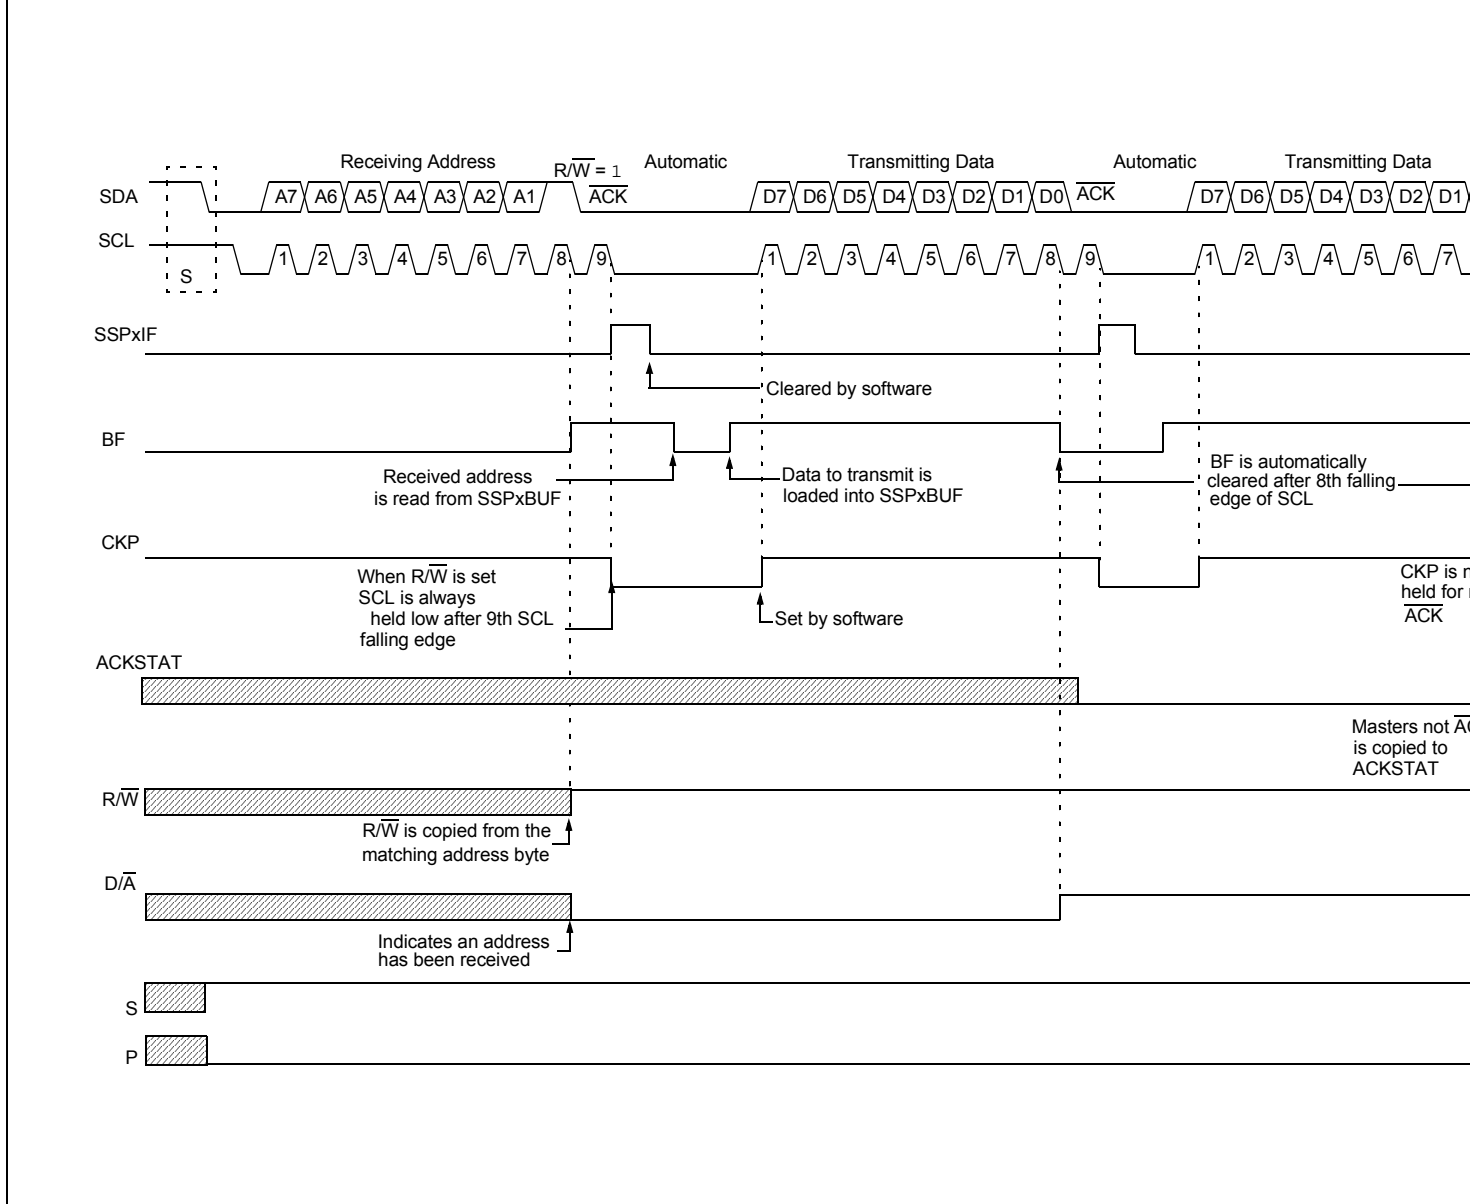 Receiving Address R/W = 1 Automatic Transmitting Data Automatic Transmitting Data
SDA A7 A6 A5 A4 A3 A2 A1 ACK D7 D6 D5 D4 D3 D2 D1 D0 ACK D7 D6 D5 D4 D3 D2 D1
SCL 1 2 3 4 5 6 7 8 9 1 2 3 4 5 6 7 8 9 1 2 3 4 5 6 7
S
SSPxIF
Cleared by software
BF
Received address
is read from SSPxBUF
Data to transmit is
loaded into SSPxBUF
BF is automatically
cleared after 8th falling
edge of SCL
CKP
When R/W is set
SCL is always
held low after 9th SCL
falling edge
Set by software
CKP is
held for
ACK
ACKSTAT
Masters not
is copied to
ACKSTAT
R/W
R/W is copied from the
matching address byte
D/A
Indicates an address
has been received
S
P